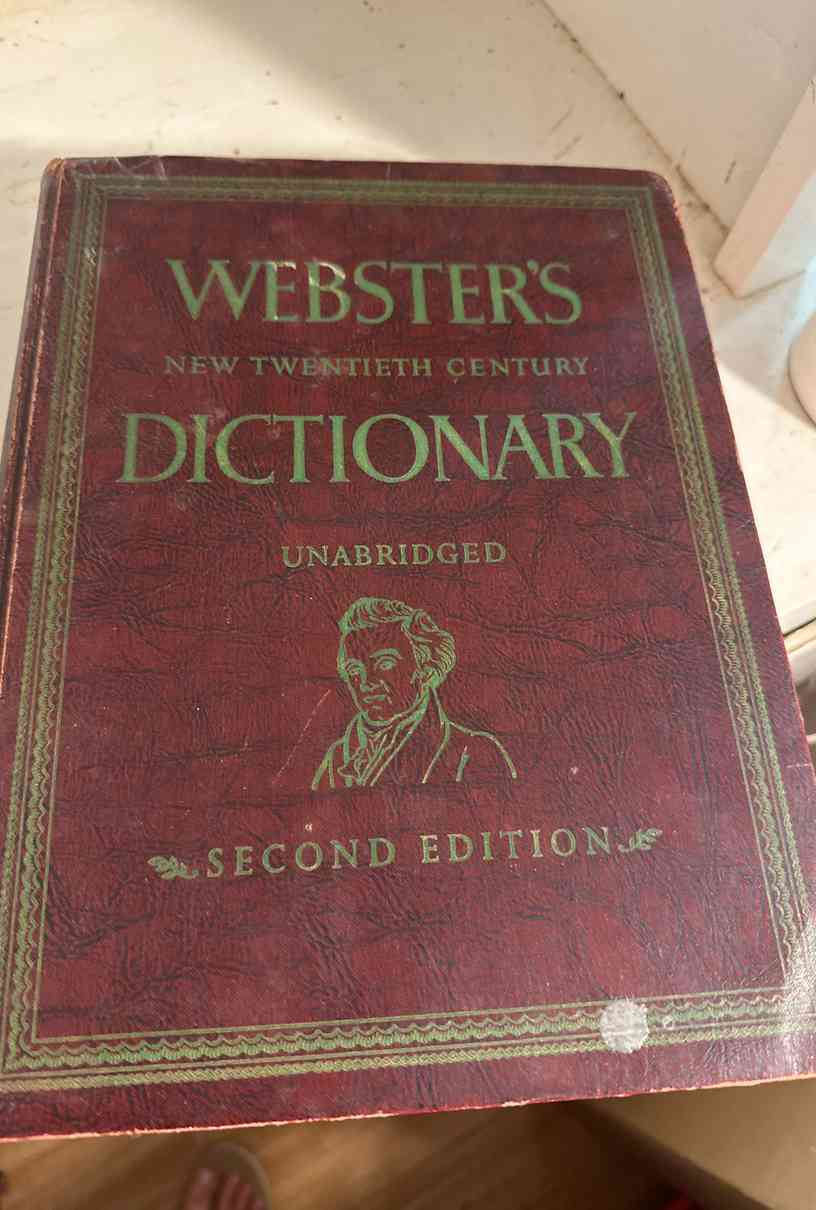 WEBSTER'S
NEW TWENTIETH CENTURY
DICTIONARY
UNABRIDGED
SECOND EDITION